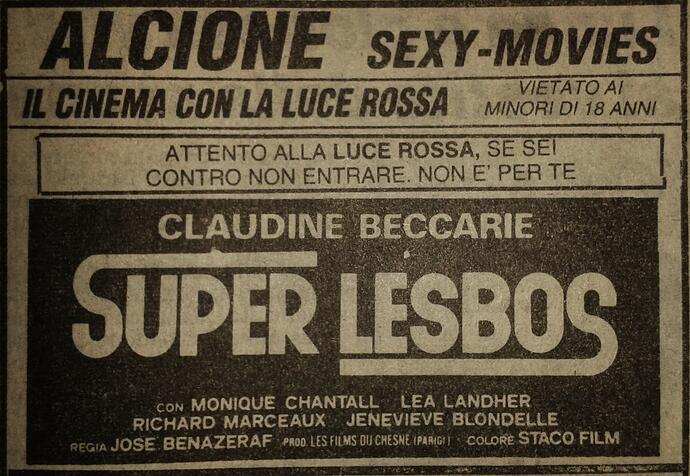 ALCIONE SEXY-MOVIES
IL CINEMA CON LA LUCE ROSSA
VIETATO AI
MINORI DI 18 ANNI
ATTENTO ALLA LUCE ROSSA, SE SEI
CONTRO NON ENTRARE. NON E' PER TE
CLAUDINE BECCARIE
SUPER LESBOS
CON MONIQUE CHANTALL LEA LANDHER
RICHARD MARCEAUX JENEVIEVE BLONDELLE
REGIA JOSE BENAZERAF PROD. LES FILMS DU CHESNE (PARIGI) · COLORE STACO FILM